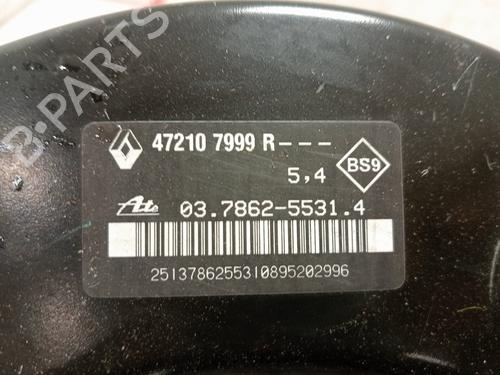 B-PARTS
47210 7999 R---
5,4
BS9
Ate
03.7862-5531.4
2513786255310895202996